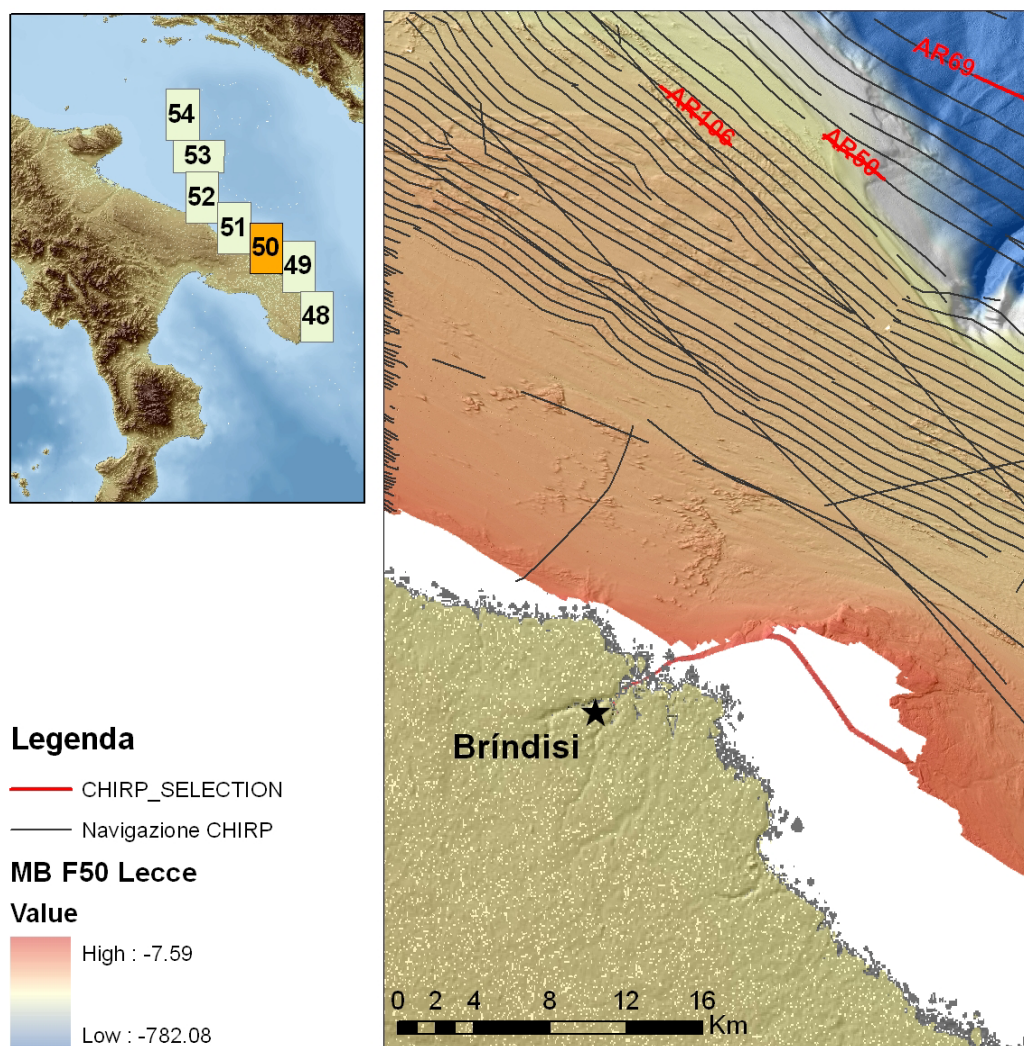 54
53
52
51
50
49
48
AR69
AR106
AR50
Bríndisi
Legenda
CHIRP_SELECTION
Navigazione CHIRP
MB F50 Lecce
Value
High : -7.59
Low : -782.08
0 2 4 8 12 16
Km